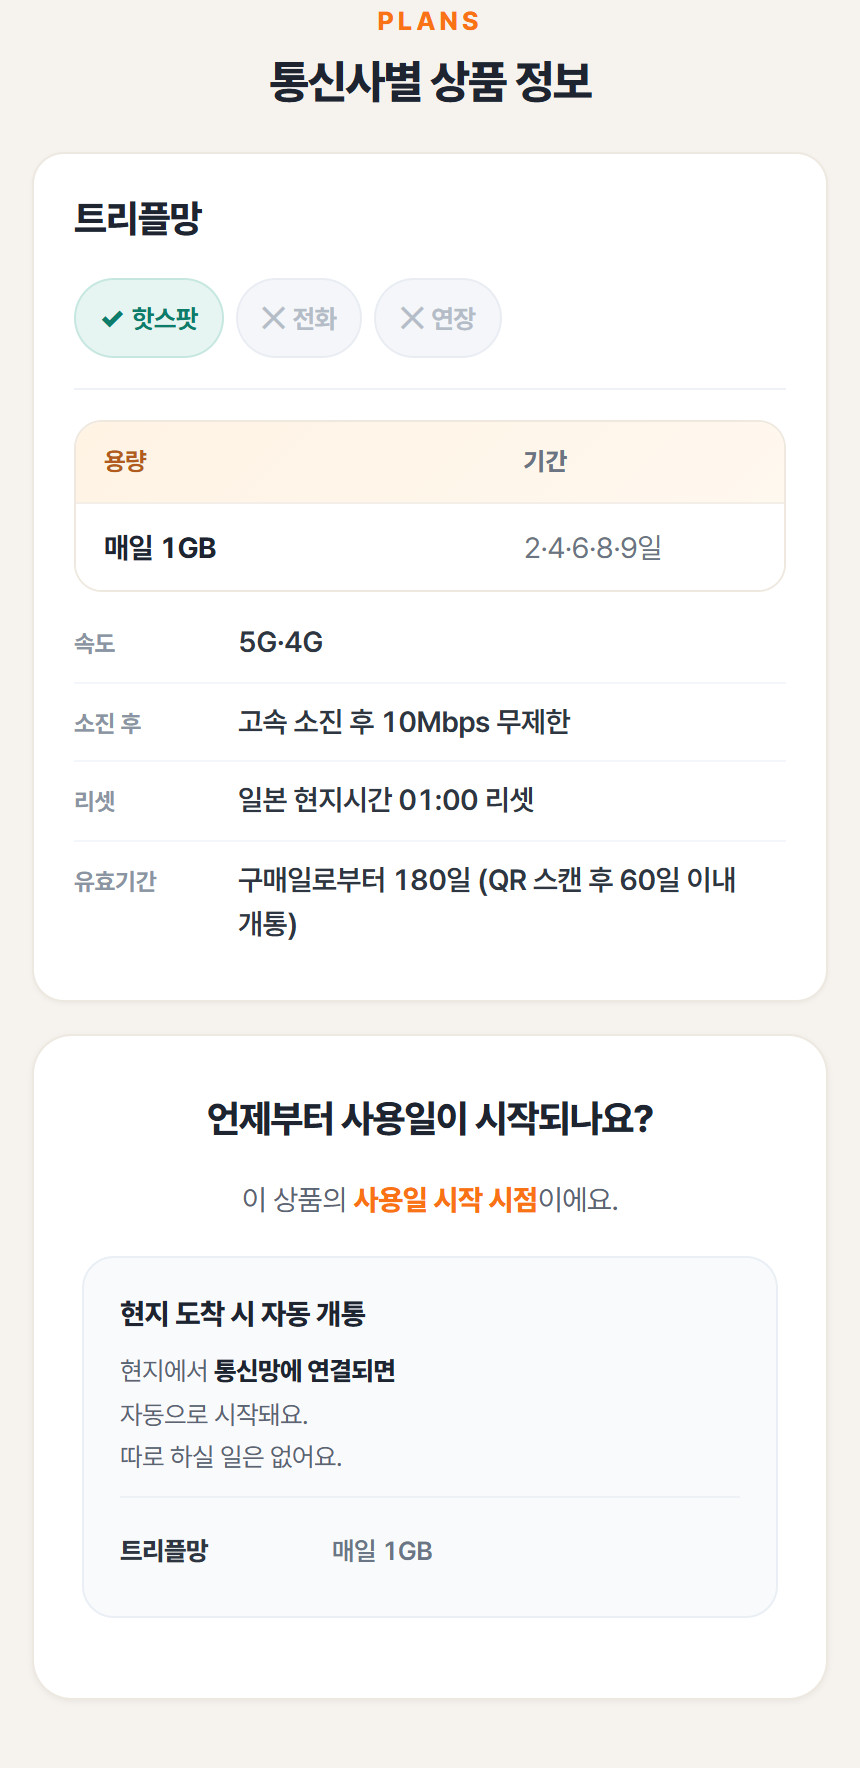 PLANS
통신사별 상품 정보
트리플망
✓ 핫스팟 ✕ 전화 ✕ 연장
용량 기간
매일 1GB 2·4·6·8·9일
속도 5G·4G
소진 후 고속 소진 후 10Mbps 무제한
리셋 일본 현지시간 01:00 리셋
유효기간 구매일로부터 180일 (QR 스캔 후 60일 이내
개통)
언제부터 사용일이 시작되나요?
이 상품의 사용일 시작 시점이에요.
현지 도착 시 자동 개통
현지에서 통신망에 연결되면
자동으로 시작돼요.
따로 하실 일은 없어요.
트리플망 매일 1GB